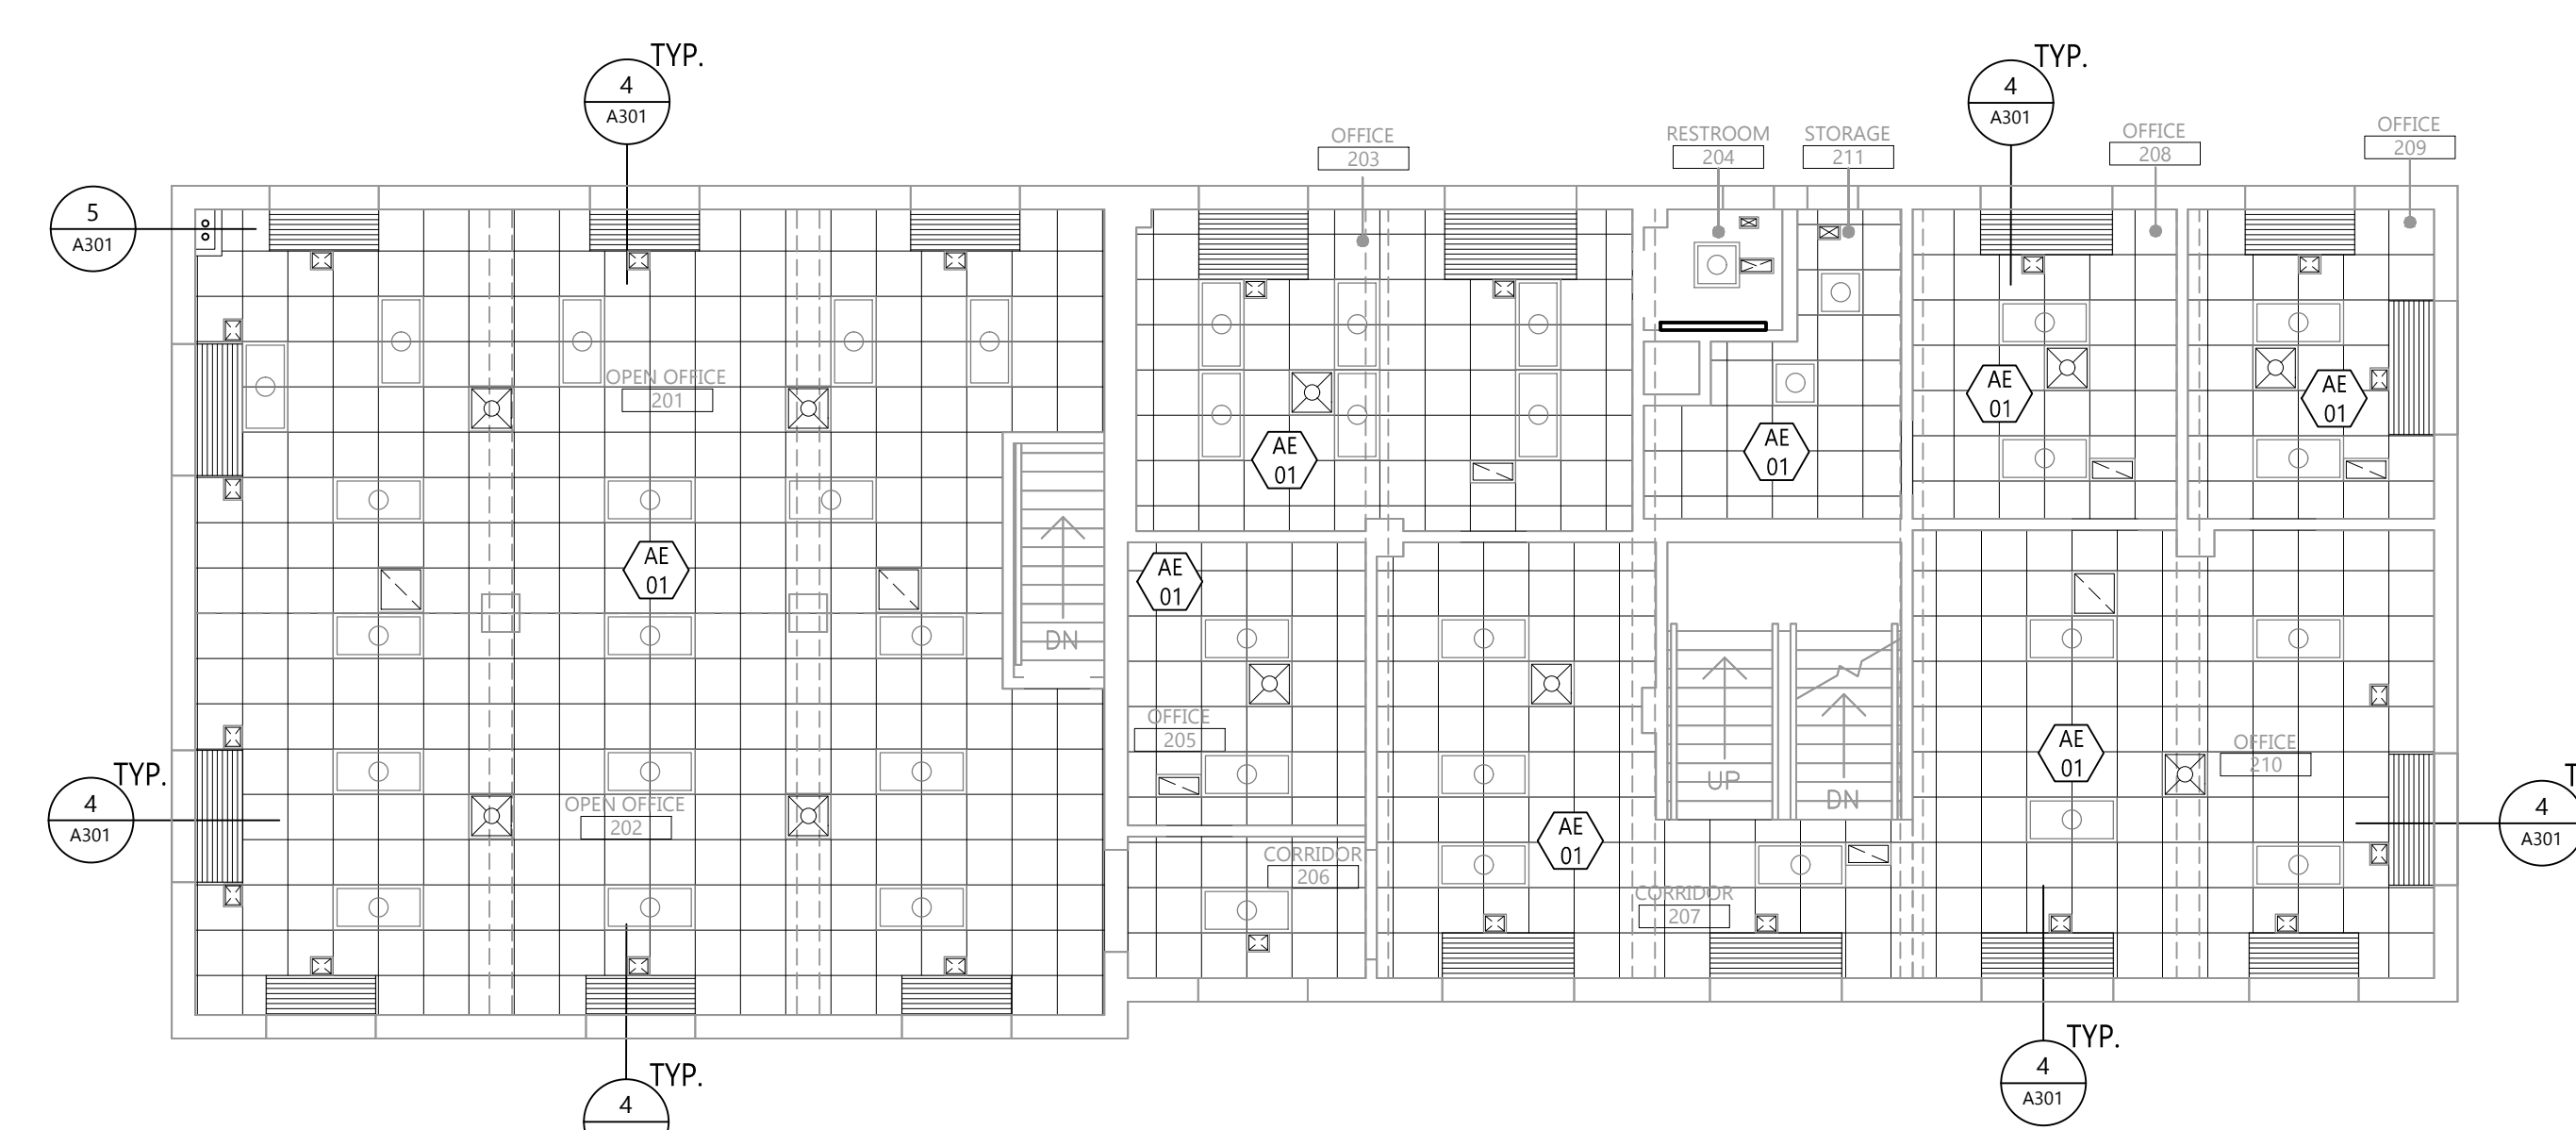 TYP.
4
A301
TYP.
4
A301
OFFICE
203
RESTROOM
204
STORAGE
211
OFFICE
208
OFFICE
209
5
A301
OPEN OFFICE
201
AE
01
AE
01
AE
01
AE
01
AE
01
AE
01
DN
OFFICE
205
UP
DN
AE
01
OFFICE
210
TYP.
4
A301
OPEN OFFICE
202
AE
01
CORRIDOR
206
CORRIDOR
207
4
A301
TYP.
4
TYP.
4
A301